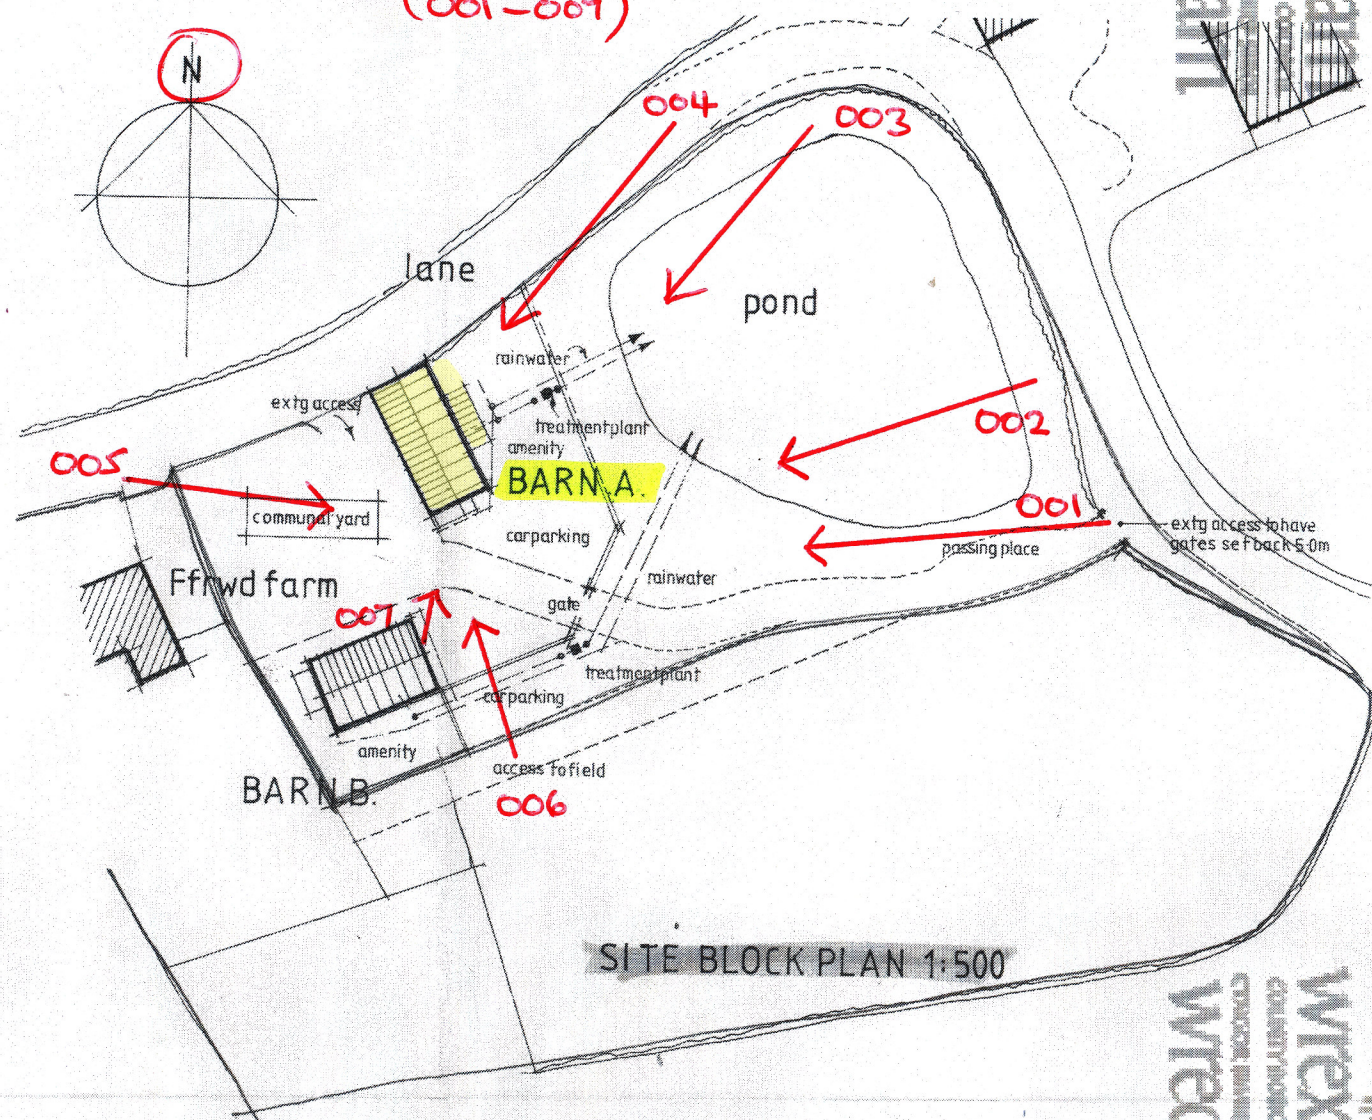 (001-009)
N
004
003
lane
pond
rainwater
extg access
treatment plant
002
amenity
005
BARN.A.
001
communal yard
extg access to have
gates set back 5·0m
carparking
passing place
Ffrwd farm
rainwater
gate
007
treatment plant
carparking
amenity
access to field
BARN.B.
006
SITE BLOCK PLAN 1:500